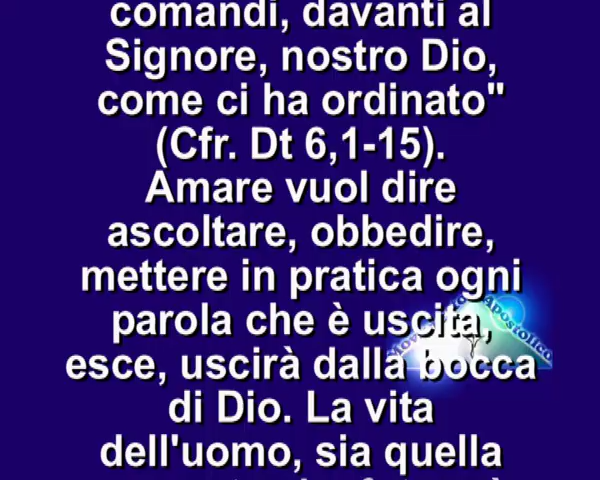 comandi, davanti al
Signore, nostro Dio,
come ci ha ordinato"
(Cfr. Dt 6,1-15).
Amare vuol dire
ascoltare, obbedire,
mettere in pratica ogni
parola che è uscita,
esce, uscirà dalla bocca
di Dio. La vita
dell'uomo, sia quella
Apostolico